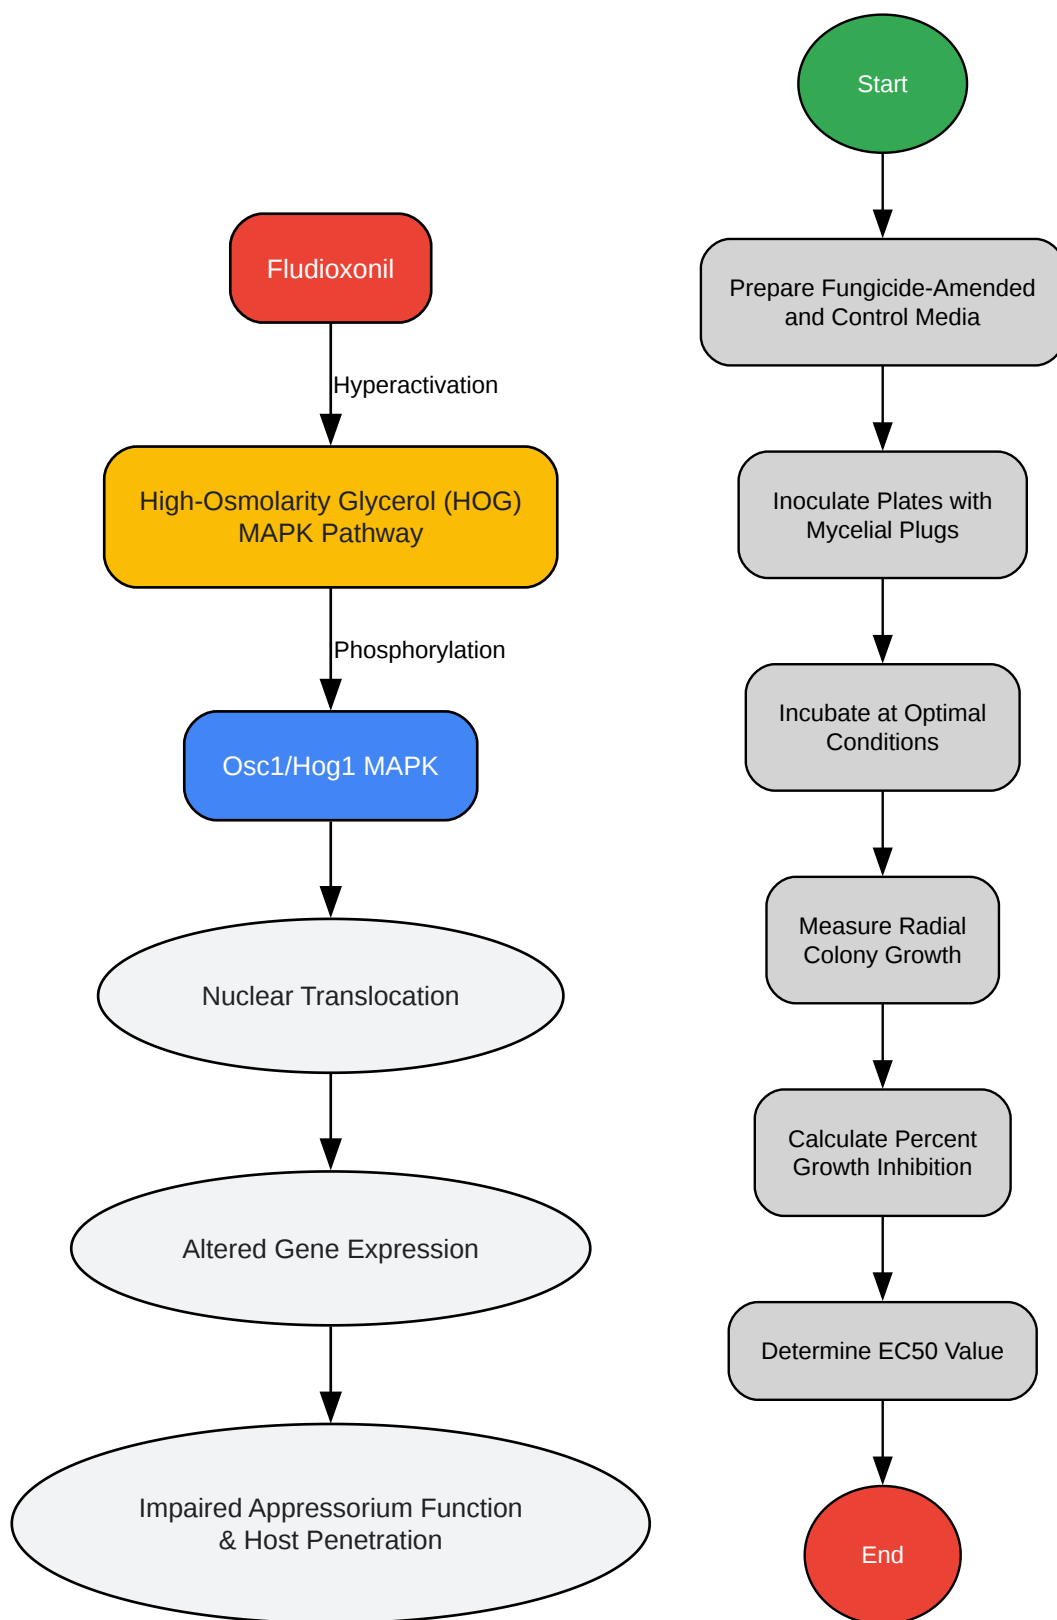 Fludioxonil
Hyperactivation
High-Osmolarity Glycerol (HOG)
MAPK Pathway
Phosphorylation
Osc1/Hog1 MAPK
Nuclear Translocation
Altered Gene Expression
Impaired Appressorium Function
& Host Penetration
Start
Prepare Fungicide-Amended
and Control Media
Inoculate Plates with
Mycelial Plugs
Incubate at Optimal
Conditions
Measure Radial
Colony Growth
Calculate Percent
Growth Inhibition
Determine EC50 Value
End